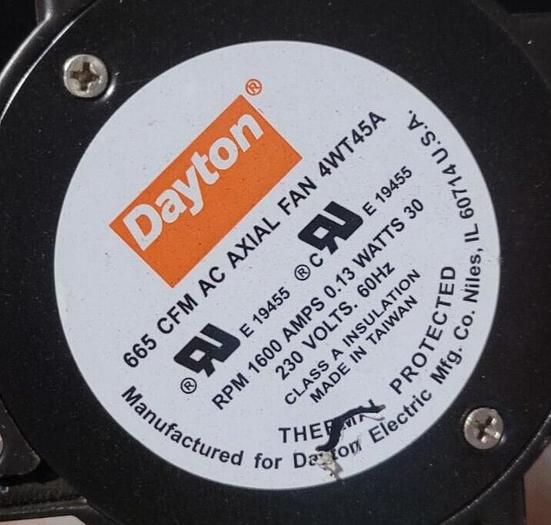 Dayton®
665 CFM AC AXIAL FAN 4WT45A
® E 19455 ® C E 19455
RPM 1600 AMPS 0.13 WATTS 30
230 VOLTS. 60Hz
CLASS A INSULATION
MADE IN TAIWAN
THERMAL PROTECTED
Manufactured for Dayton Electric Mfg. Co. Niles, IL 60714 U.S.A.